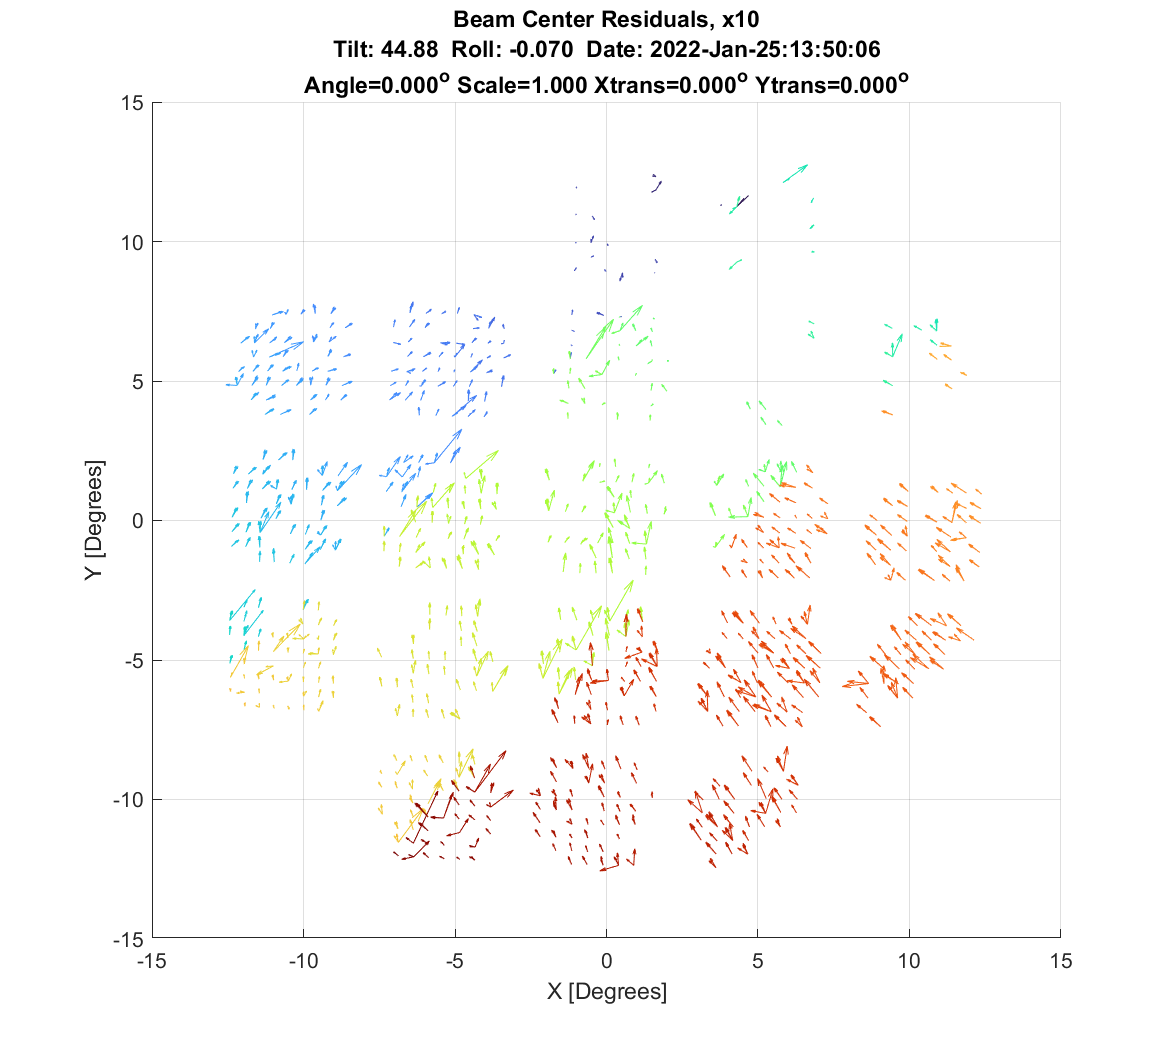 Beam Center Residuals, x10
Tilt: 44.88 Roll: -0.070 Date: 2022-Jan-25:13:50:06
Angle=0.000° Scale=1.000 Xtrans=0.000° Ytrans=0.000°
15
10
5
0
-5
-10
-15
Y [Degrees]
-15 -10 -5 0 5 10 15
X [Degrees]